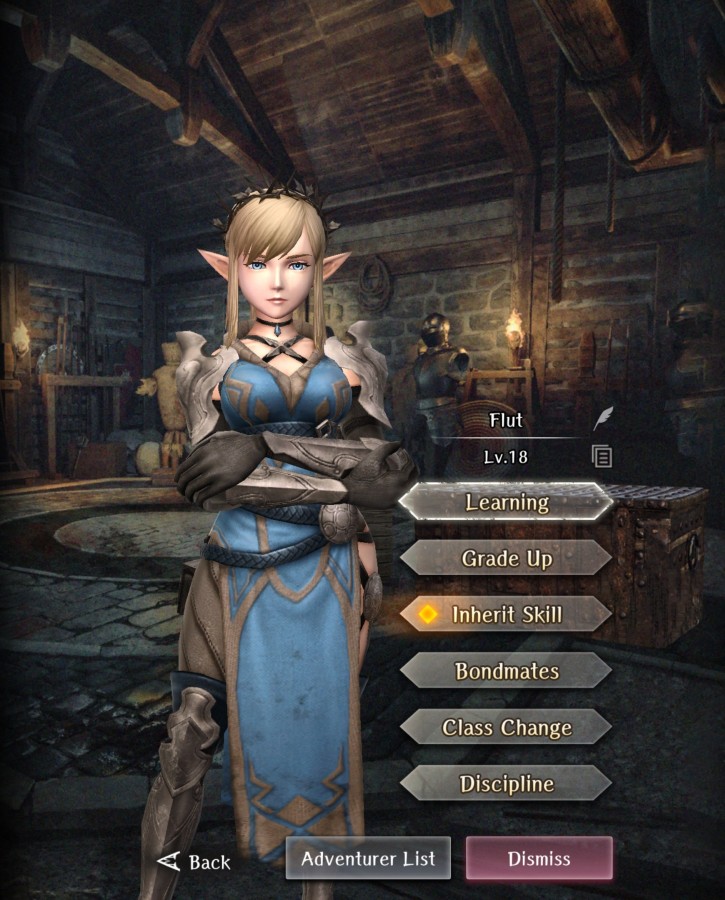 Flut
Lv.18
Learning
Grade Up
Inherit Skill
Bondmates
Class Change
Discipline
Back
Adventurer List
Dismiss